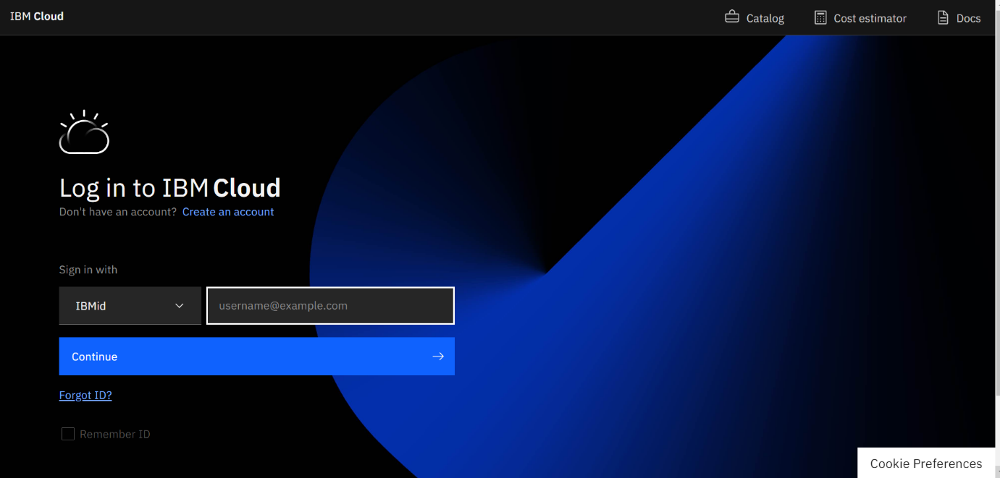 IBM Cloud
Catalog
Cost estimator
Docs
Log in to IBM Cloud
Don't have an account? Create an account
Sign in with
IBMid
username@example.com
Continue
Forgot ID?
Remember ID
Cookie Preferences